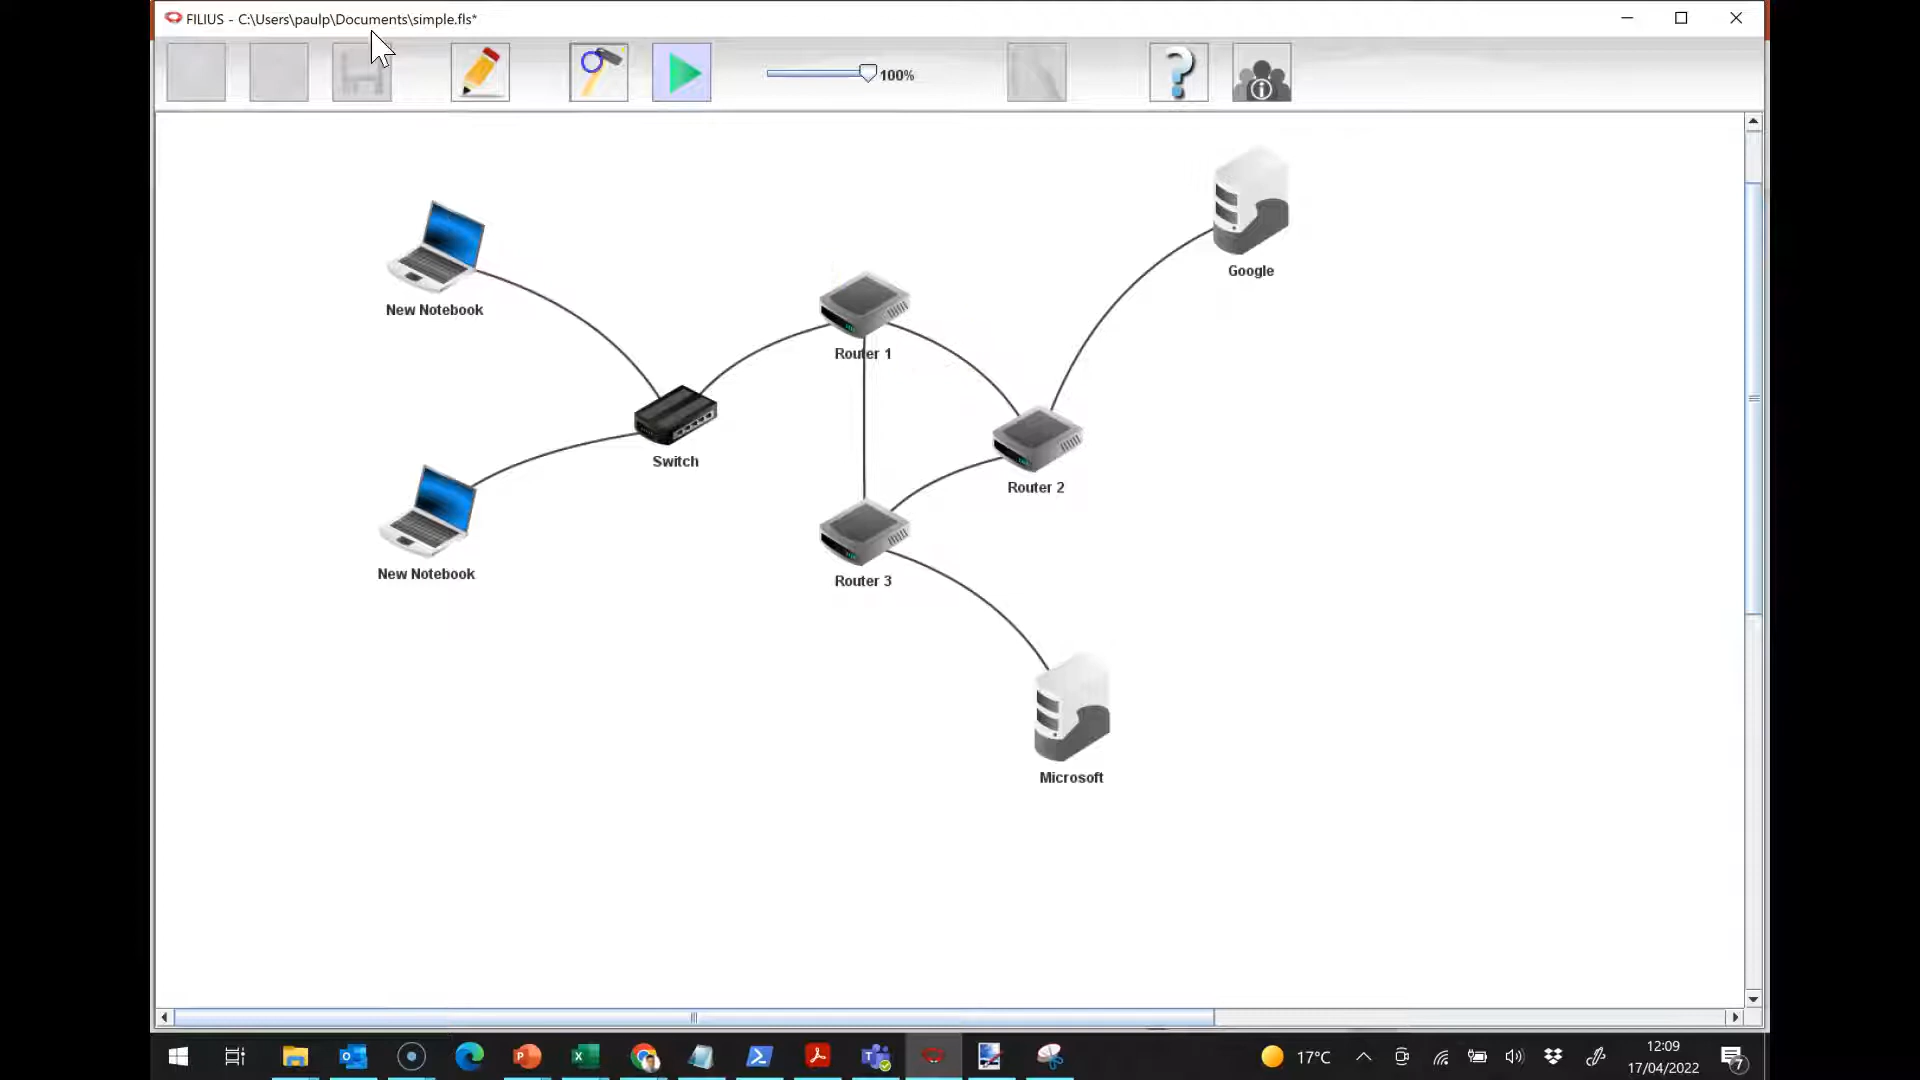 FILIUS - C:\Users\paulp\Documents\simple.fls*
100%
Google
New Notebook
Router 1
Switch
Router 2
New Notebook
Router 3
Microsoft
17°C
12:09
17/04/2022
7